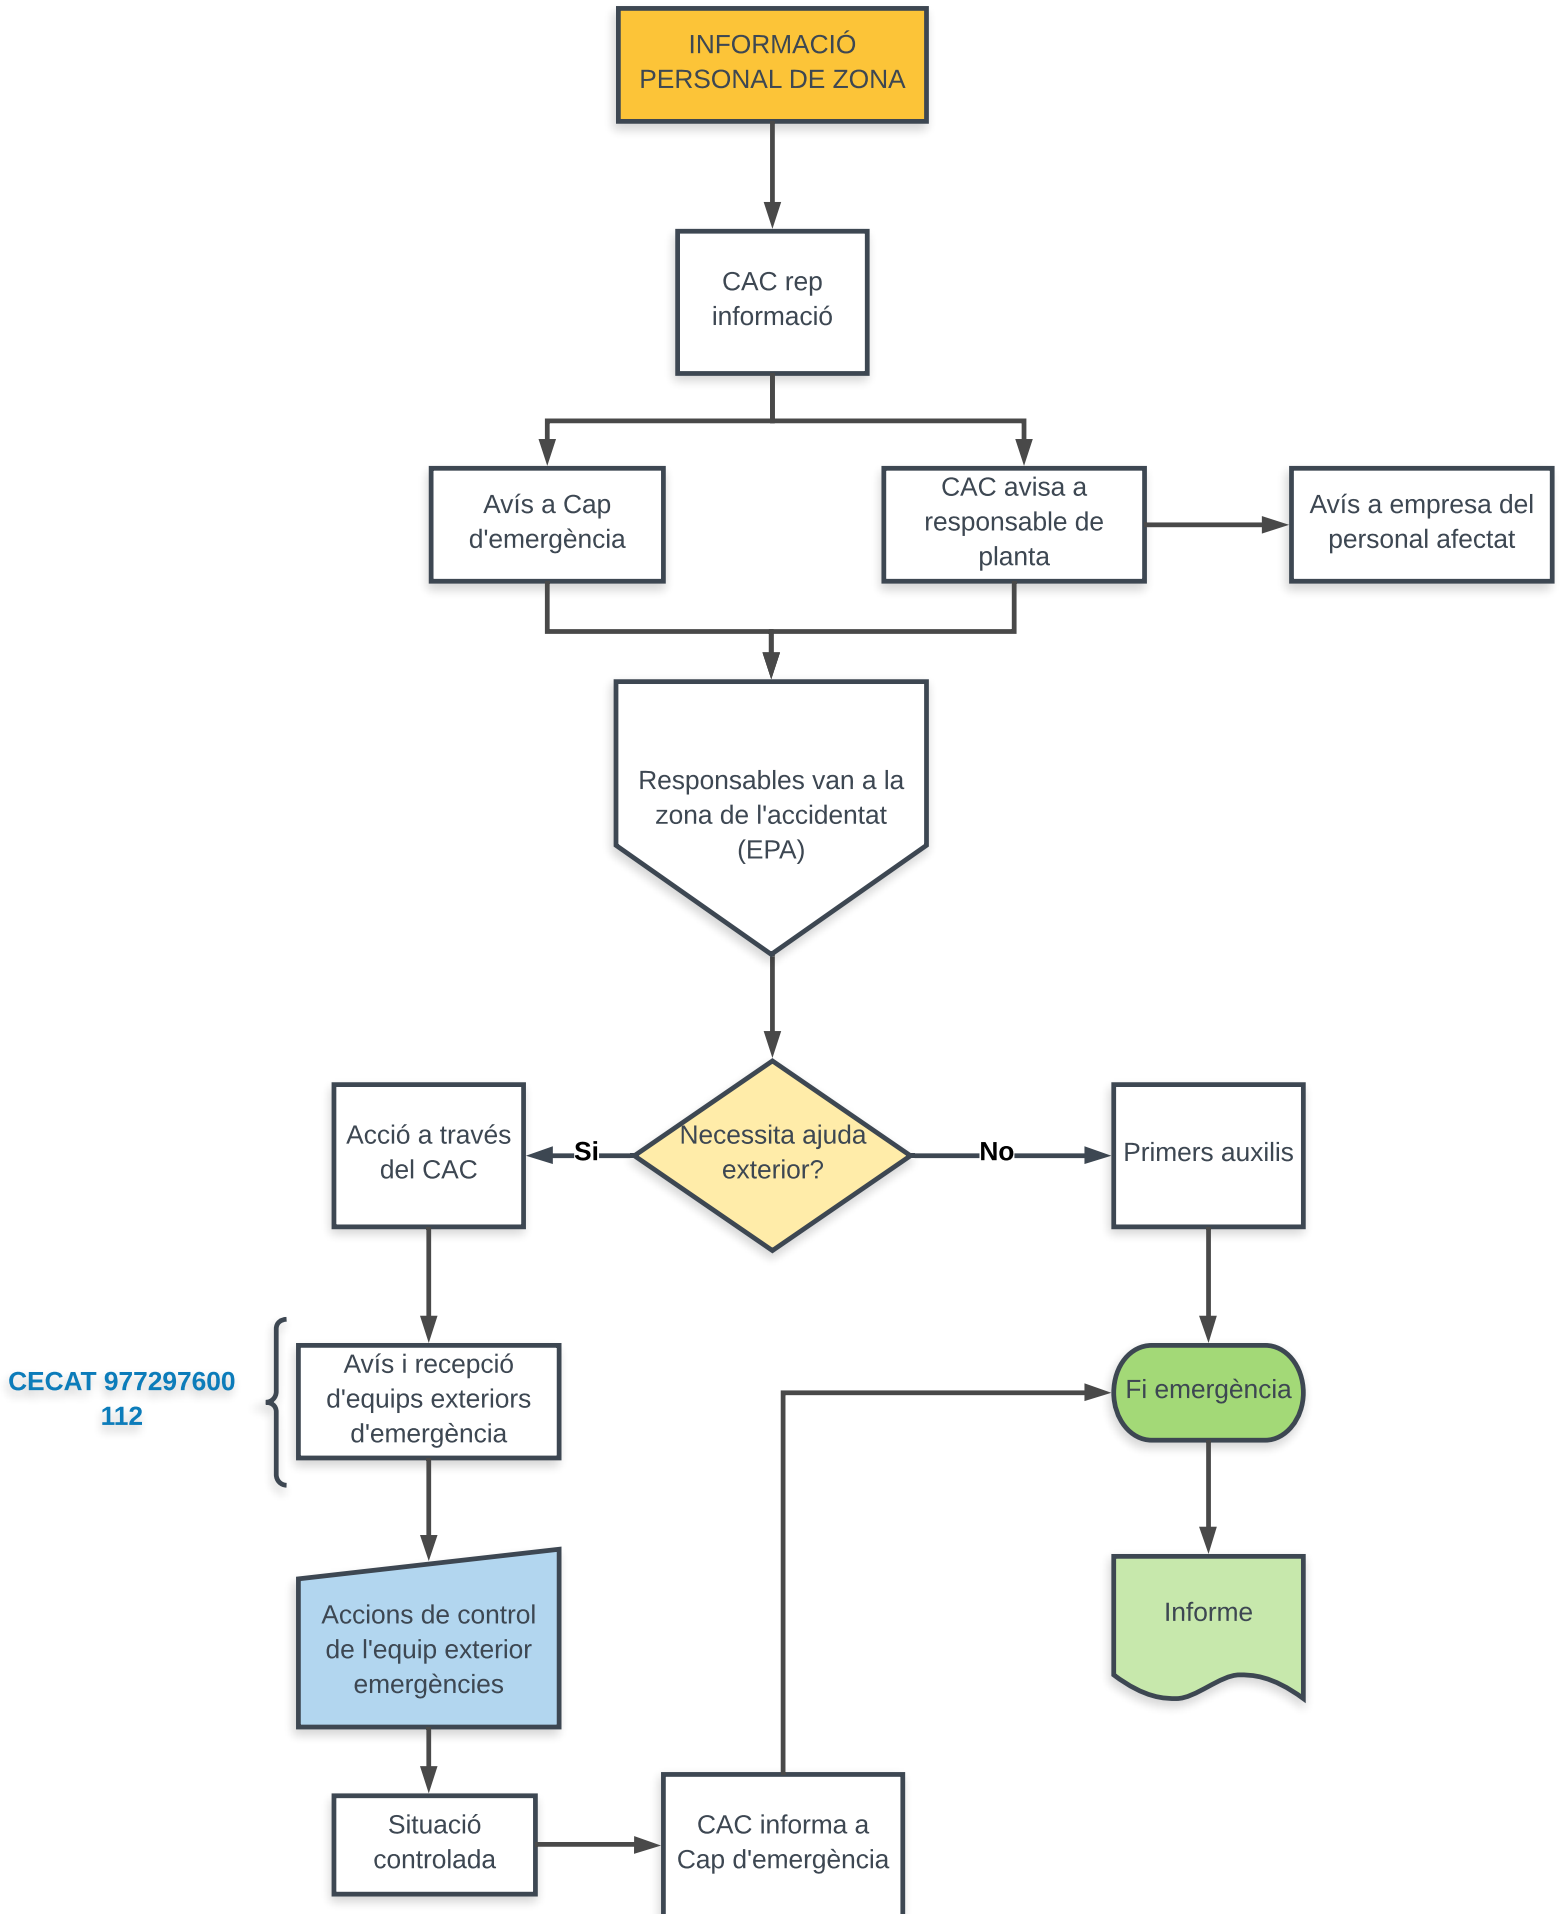 INFORMACIÓ
PERSONAL DE ZONA
CAC rep
informació
Avís a Cap
d'emergència
CAC avisa a
responsable de
planta
Avís a empresa del
personal afectat
Responsables van a la
zona de l'accidentat
(EPA)
Necessita ajuda
exterior?
Si
No
Acció a través
del CAC
Primers auxilis
CECAT 977297600
112
Avís i recepció
d'equips exteriors
d'emergència
Fi emergència
Accions de control
de l'equip exterior
emergències
Informe
Situació
controlada
CAC informa a
Cap d'emergència